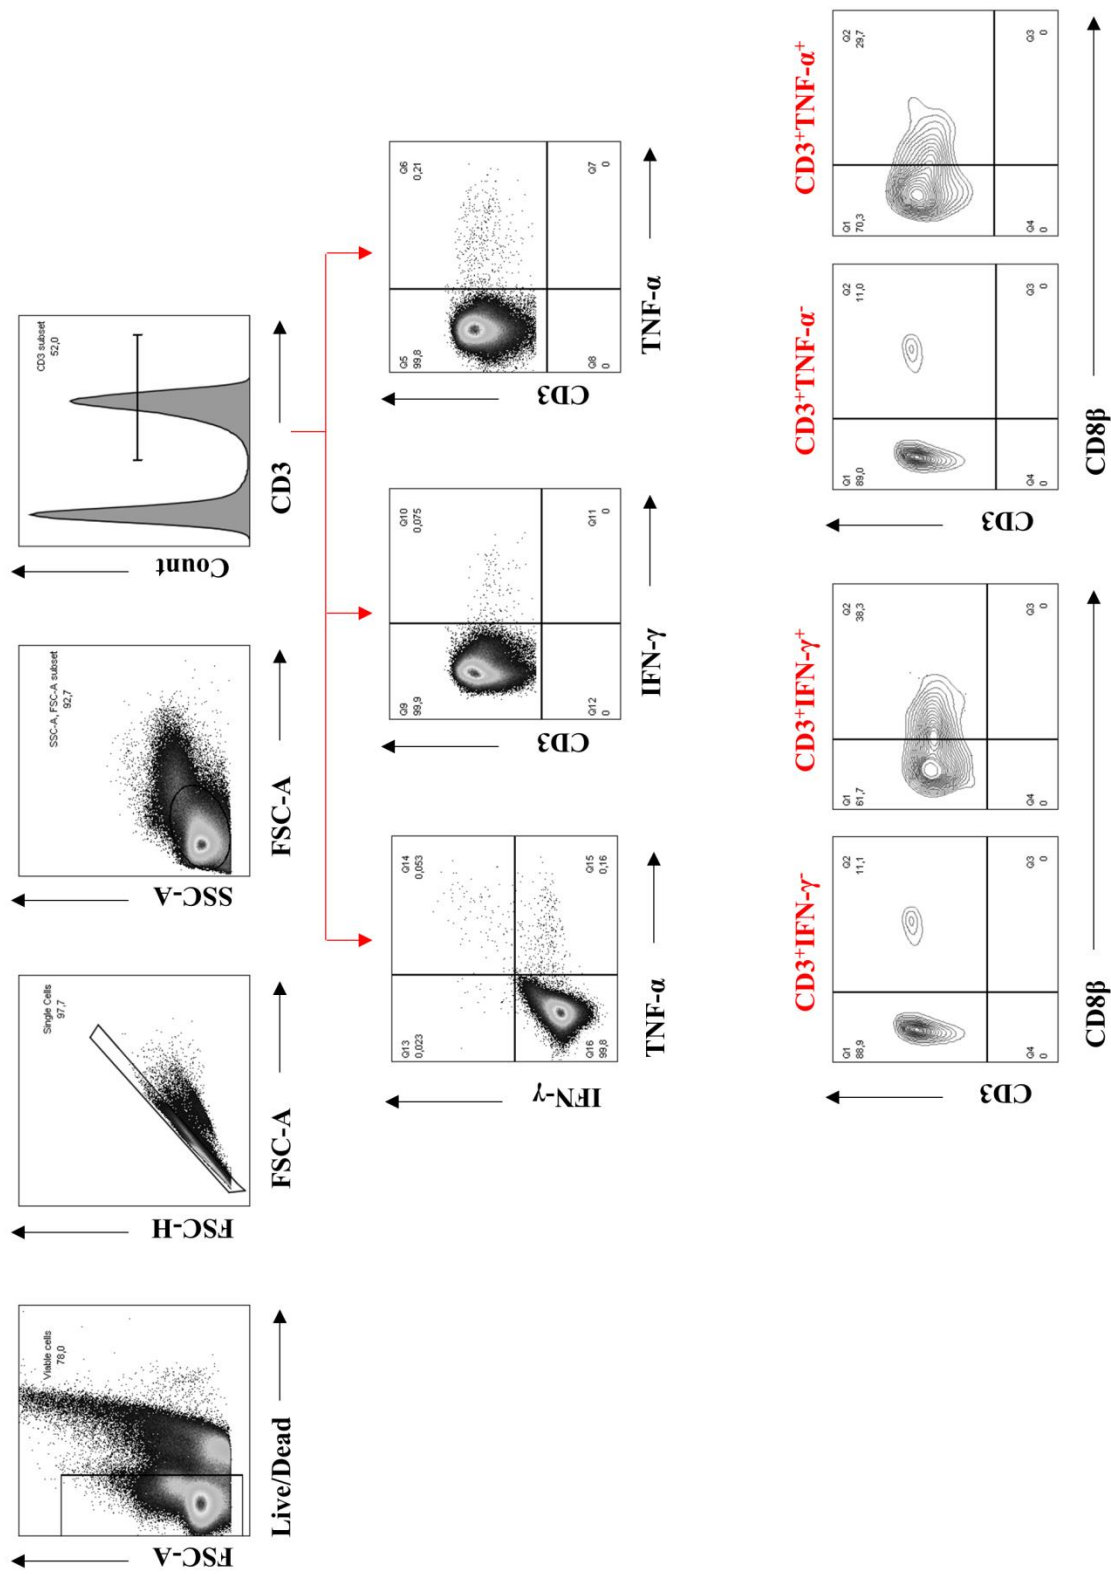 Viable cells
78,0
FSC-A
Live/Dead
Single Cells
97,7
FSC-H
FSC-A
SSC-A, FSC-A subset
92,7
SSC-A
FSC-A
CD3 subset
52,0
Count
CD3
Q13
0,023
Q14
0,053
Q15
0,16
Q16
99,8
IFN-γ
TNF-α
Q9
99,9
Q10
0,075
Q11
0
Q12
0
CD3
IFN-γ
Q5
99,8
Q6
0,21
Q7
0
Q8
0
CD3
TNF-α
CD3⁺IFN-γ⁻
Q1
88,9
Q2
11,1
Q3
0
Q4
0
CD3
CD3⁺IFN-γ⁺
Q1
61,7
Q2
38,3
Q3
0
Q4
0
CD8β
CD3⁺TNF-α⁻
Q1
89,0
Q2
11,0
Q3
0
Q4
0
CD3
CD3⁺TNF-α⁺
Q1
70,3
Q2
29,7
Q3
0
Q4
0
CD8β